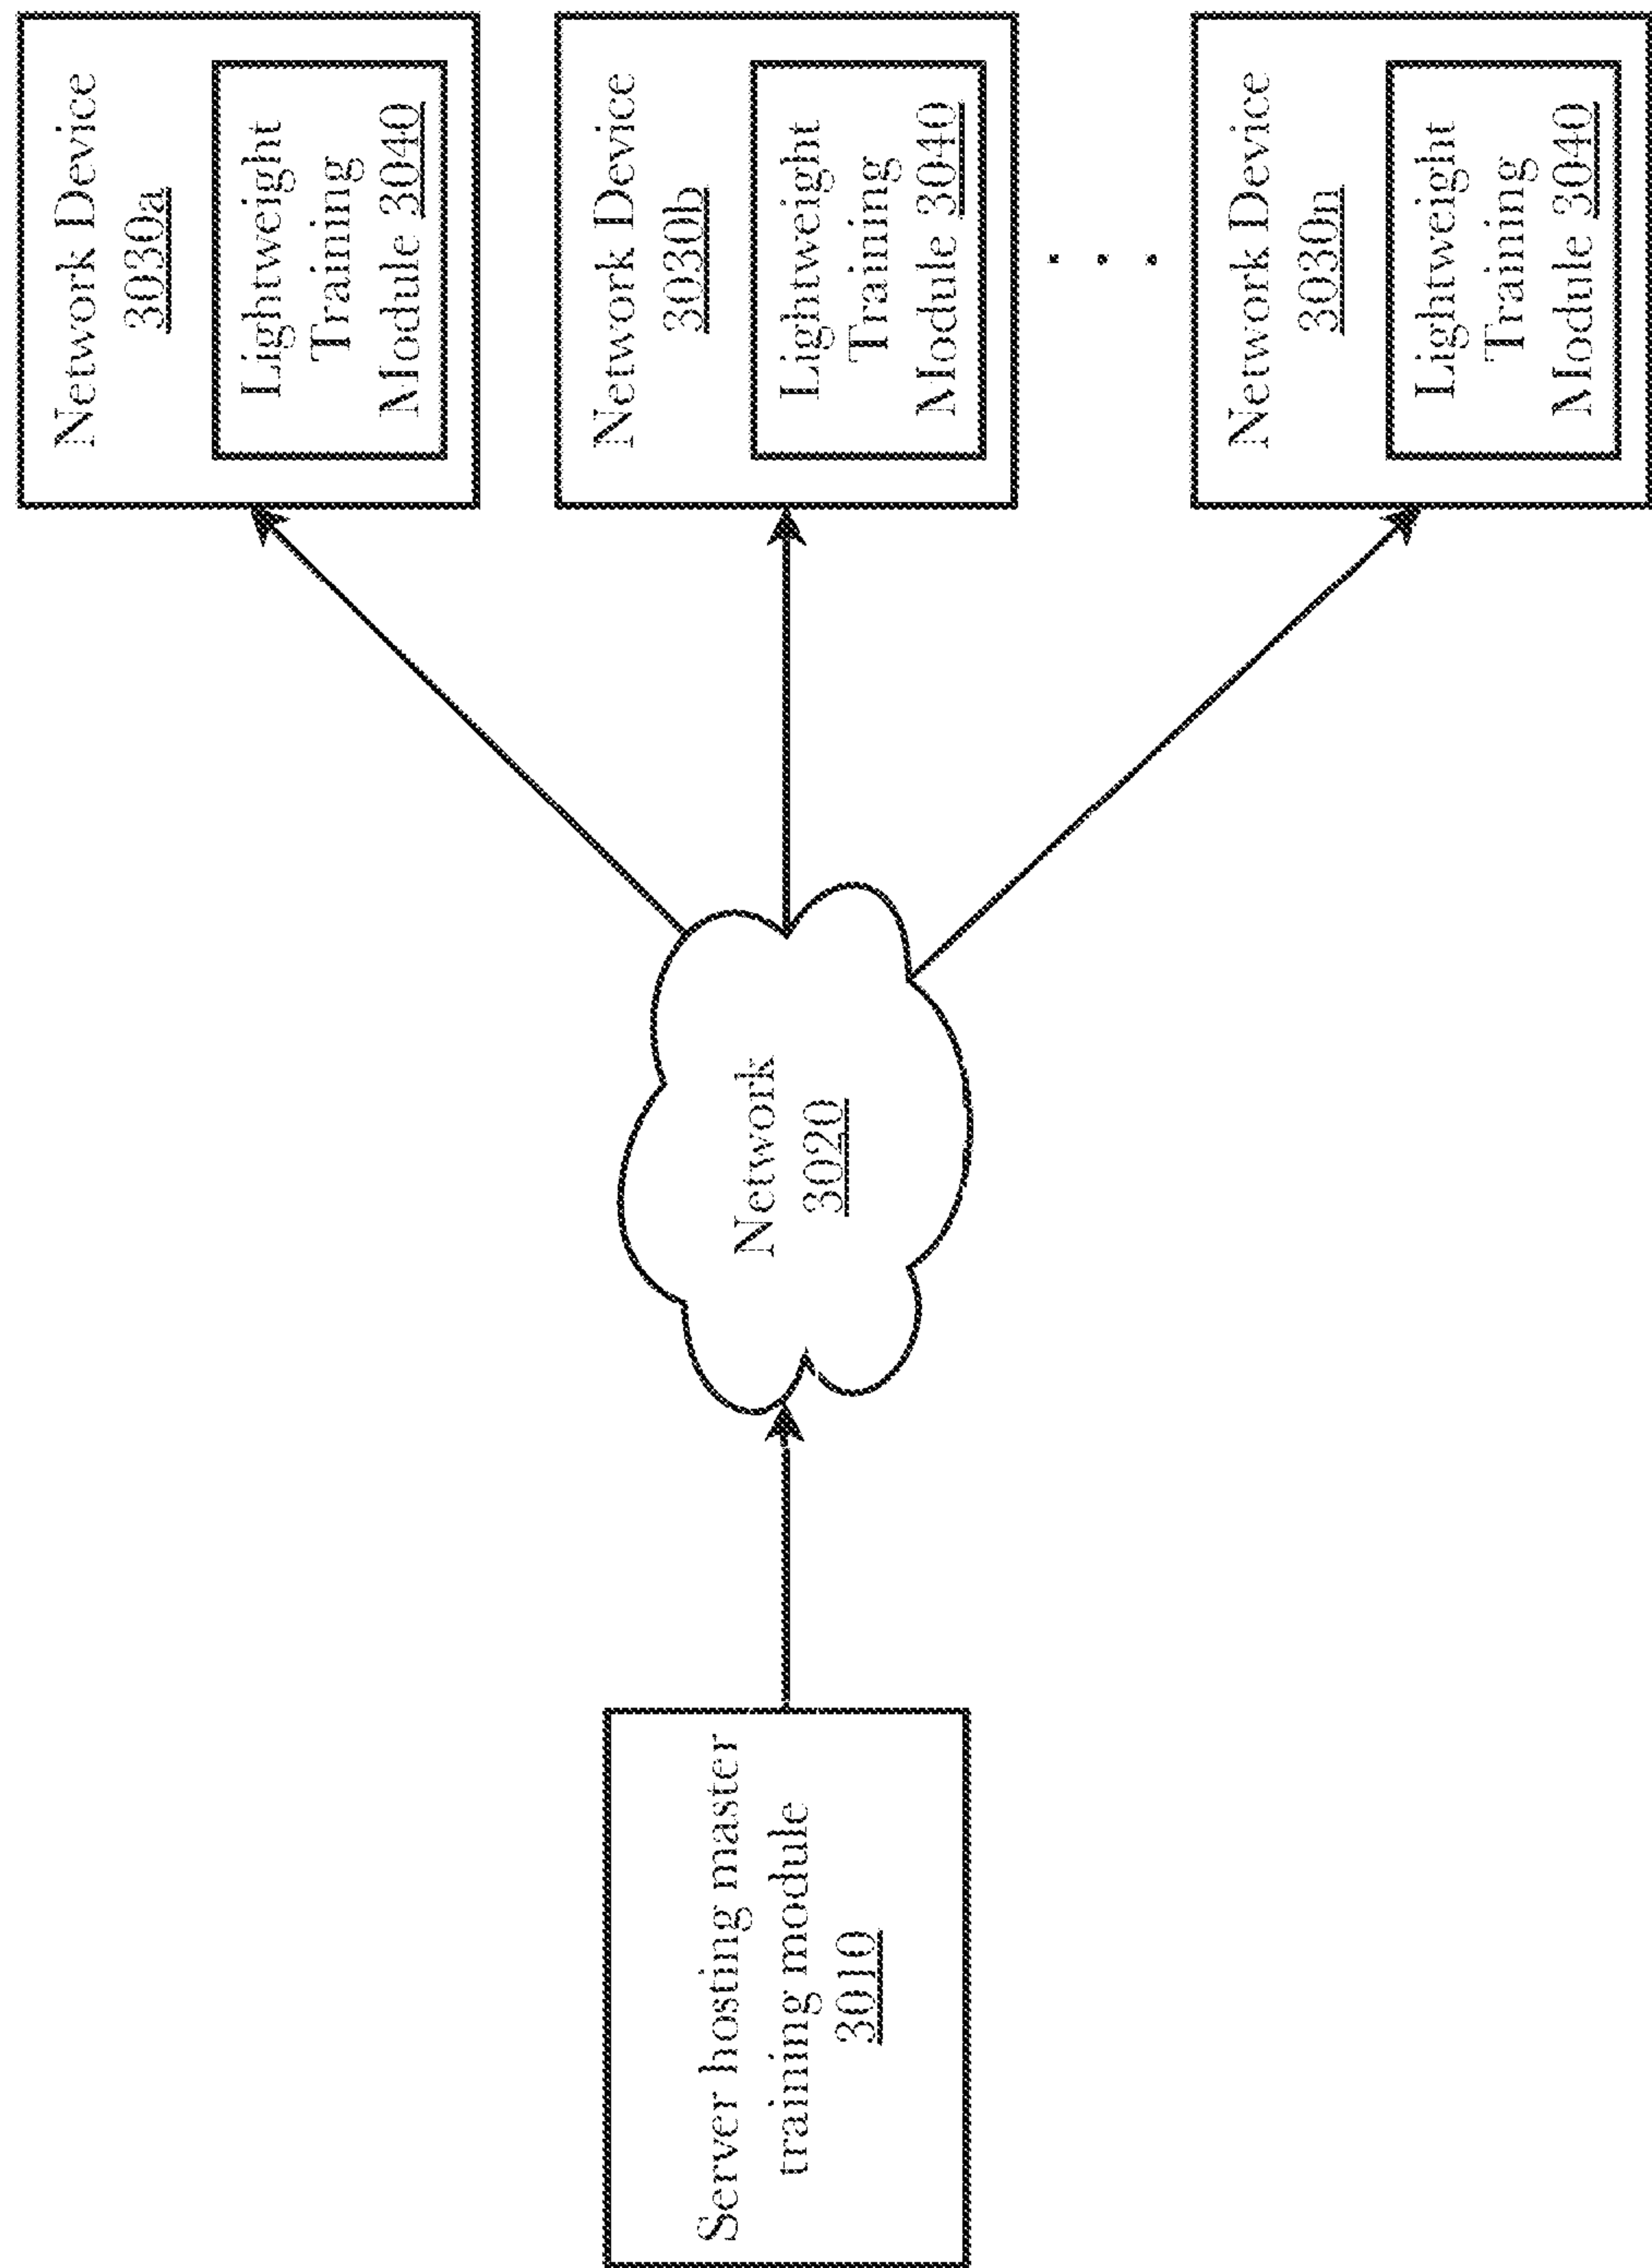 Server hosting master
training module
3010
Network
3020
Network Device
3030a
Lightweight
Training
Module 3040
Network Device
3030b
Lightweight
Training
Module 3040
Network Device
3030n
Lightweight
Training
Module 3040